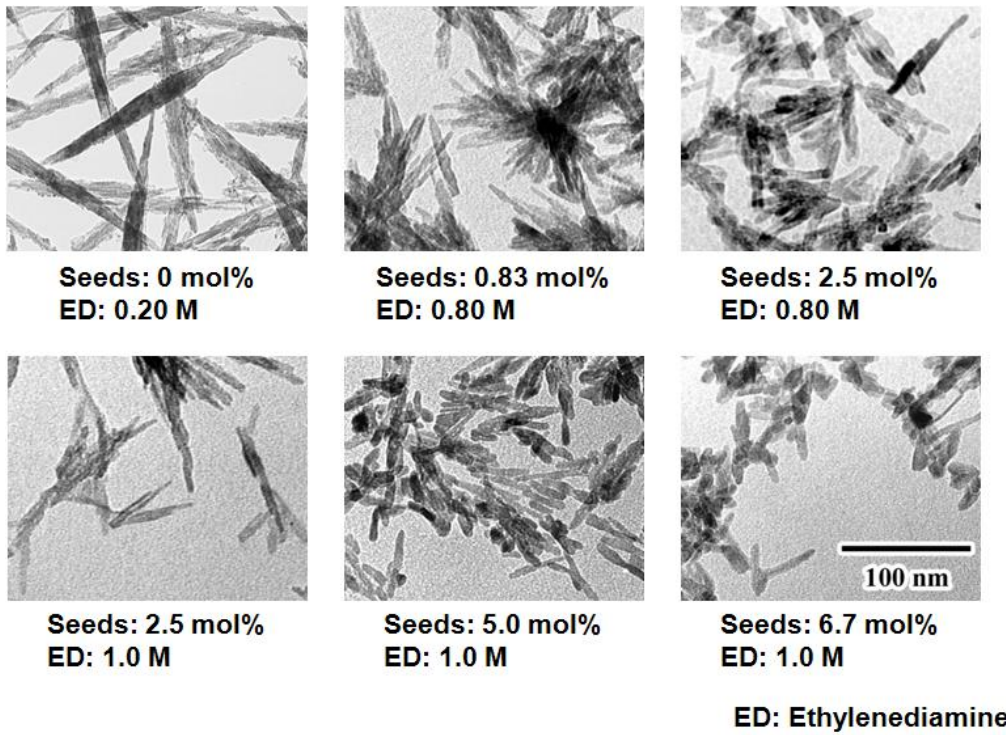 Seeds: 0 mol%
ED: 0.20 M
Seeds: 0.83 mol%
ED: 0.80 M
Seeds: 2.5 mol%
ED: 0.80 M
100 nm
Seeds: 2.5 mol%
ED: 1.0 M
Seeds: 5.0 mol%
ED: 1.0 M
Seeds: 6.7 mol%
ED: 1.0 M
ED: Ethylenediamine